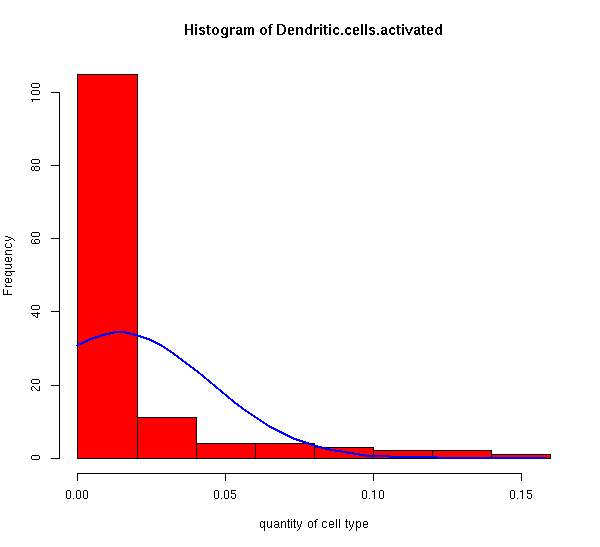 Histogram of Dendritic.cells.activated
Frequency
100
80
60
40
20
0
0.00 0.05 0.10 0.15
quantity of cell type